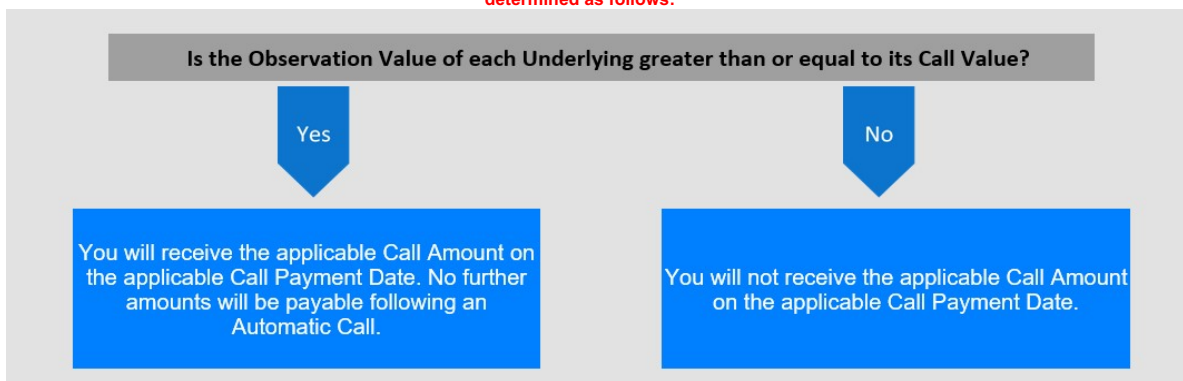 determined as follows:
Is the Observation Value of each Underlying greater than or equal to its Call Value?
Yes
No
You will receive the applicable Call Amount on
the applicable Call Payment Date. No further
amounts will be payable following an
Automatic Call.
You will not receive the applicable Call Amount
on the applicable Call Payment Date.